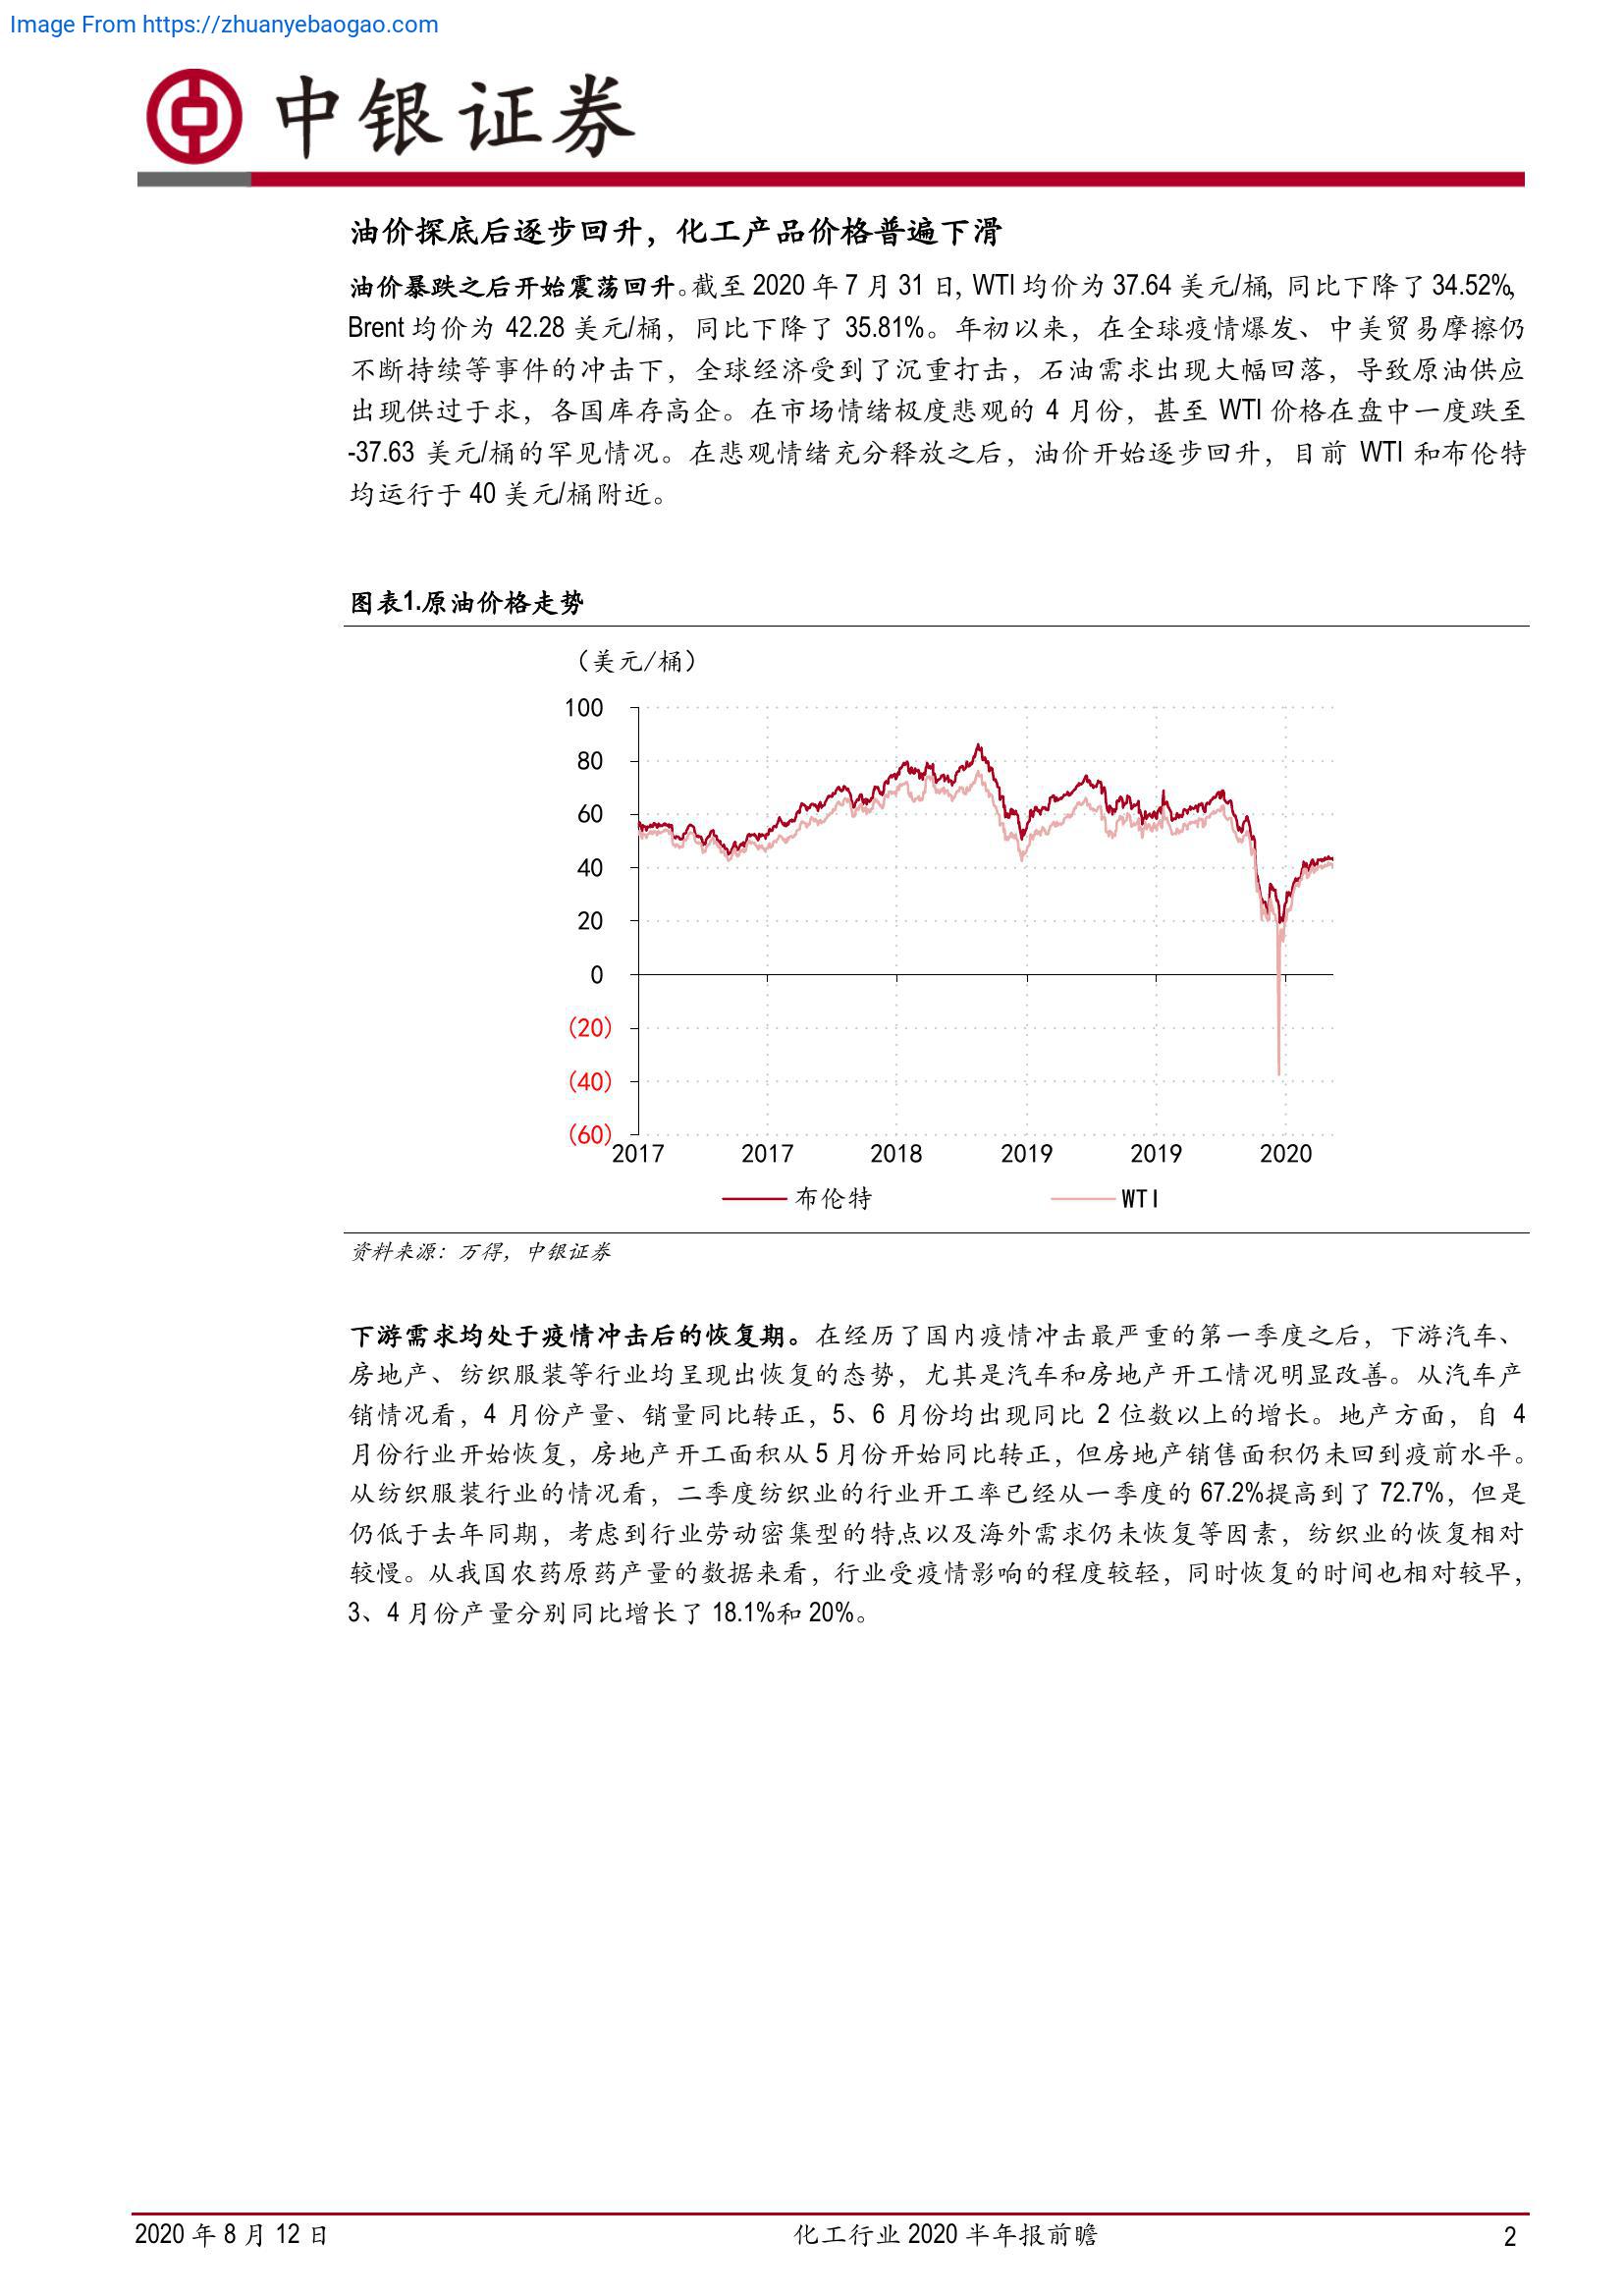 Image From https://zhuanyebaogao.com
中银证券
油价探底后逐步回升，化工产品价格普遍下滑
油价暴跌之后开始震荡回升。截至 2020 年 7 月 31 日，WTI 均价为 37.64 美元/桶，同比下降了 34.52%，
Brent 均价为 42.28 美元/桶，同比下降了 35.81%。年初以来，在全球疫情爆发、中美贸易摩擦仍
不断持续等事件的冲击下，全球经济受到了沉重打击，石油需求出现大幅回落，导致原油供应
出现供过于求，各国库存高企。在市场情绪极度悲观的 4 月份，甚至 WTI 价格在盘中一度跌至
-37.63 美元/桶的罕见情况。在悲观情绪充分释放之后，油价开始逐步回升，目前 WTI 和布伦特
均运行于 40 美元/桶附近。
图表1.原油价格走势
（美元/桶）
100
80
60
40
20
0
(20)
(40)
(60)
2017 2017 2018 2019 2019 2020
布伦特 WTI
资料来源：万得，中银证券
下游需求均处于疫情冲击后的恢复期。在经历了国内疫情冲击最严重的第一季度之后，下游汽车、
房地产、纺织服装等行业均呈现出恢复的态势，尤其是汽车和房地产开工情况明显改善。从汽车产
销情况看，4 月份产量、销量同比转正，5、6 月份均出现同比 2 位数以上的增长。地产方面，自 4
月份行业开始恢复，房地产开工面积从 5 月份开始同比转正，但房地产销售面积仍未回到疫前水平。
从纺织服装行业的情况看，二季度纺织业的行业开工率已经从一季度的 67.2%提高到了 72.7%，但是
仍低于去年同期，考虑到行业劳动密集型的特点以及海外需求仍未恢复等因素，纺织业的恢复相对
较慢。从我国农药原药产量的数据来看，行业受疫情影响的程度较轻，同时恢复的时间也相对较早，
3、4 月份产量分别同比增长了 18.1%和 20%。
2020 年 8 月 12 日 化工行业 2020 半年报前瞻 2